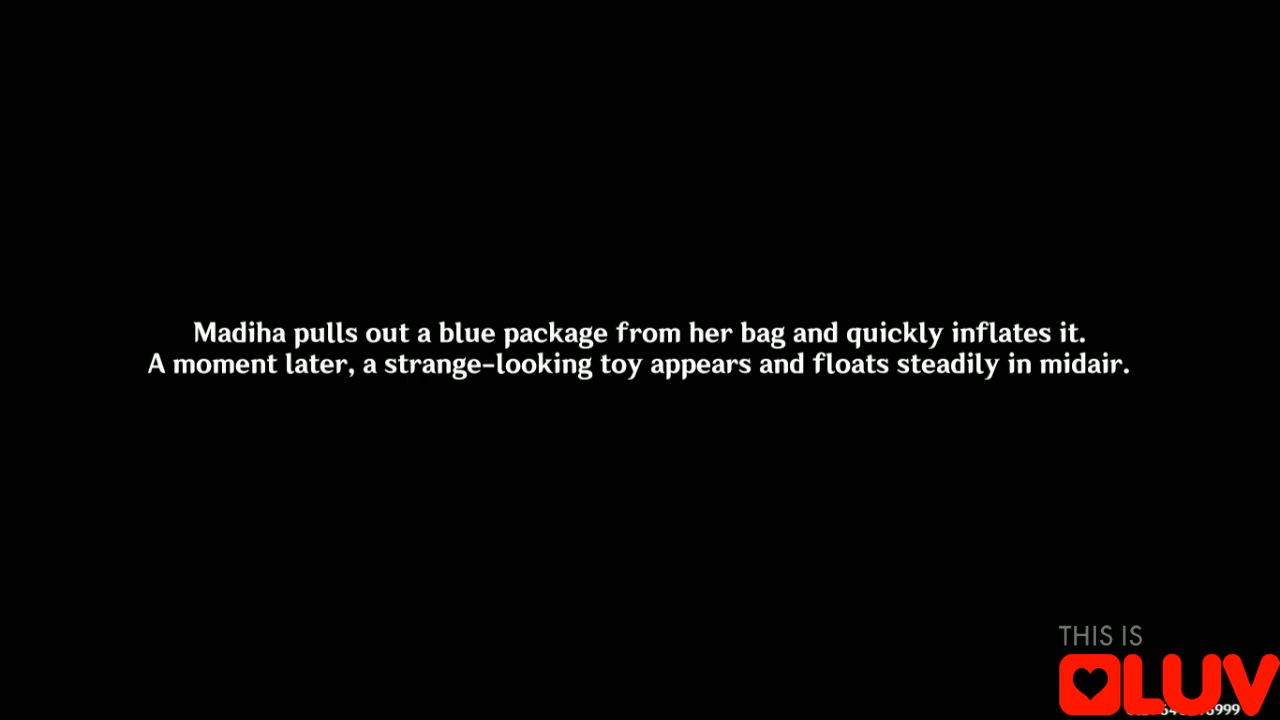 Madiha pulls out a blue package from her bag and quickly inflates it.
A moment later, a strange-looking toy appears and floats steadily in midair.
THIS IS
LUV